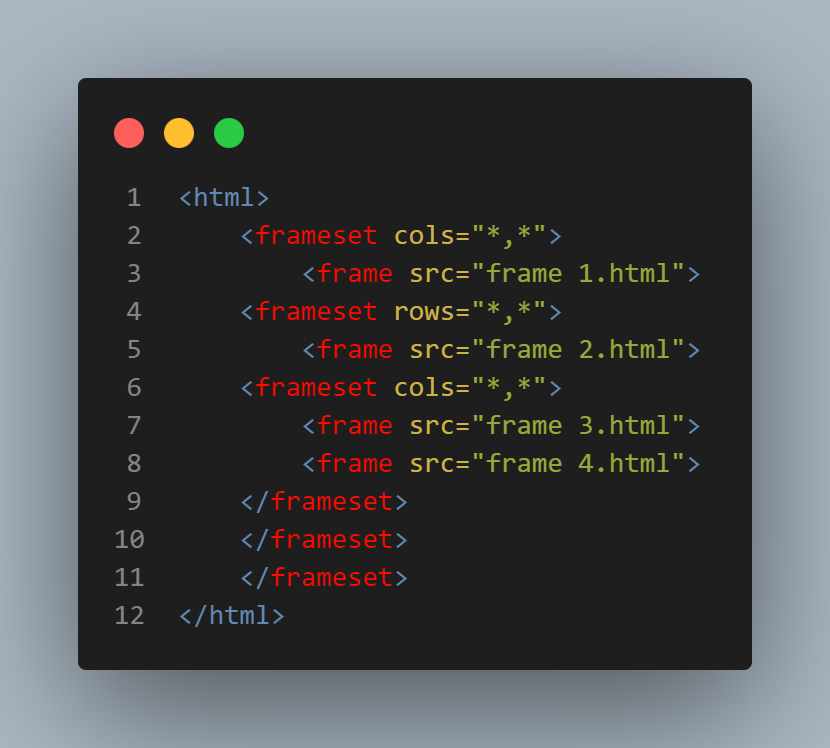 1 <html>
2 <frameset cols="*,*">
3 <frame src="frame 1.html">
4 <frameset rows="*,*">
5 <frame src="frame 2.html">
6 <frameset cols="*,*">
7 <frame src="frame 3.html">
8 <frame src="frame 4.html">
9 </frameset>
10 </frameset>
11 </frameset>
12 </html>